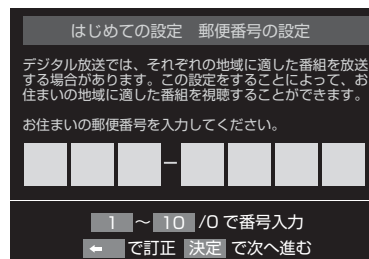 はじめての設定　郵便番号の設定
デジタル放送では、それぞれの地域に適した番組を放送
する場合があります。この設定をすることによって、お
住まいの地域に適した番組を視聴することができます。
お住まいの郵便番号を入力してください。
－
1 ～ 10 /0 で番号入力
← で訂正 決定 で次へ進む